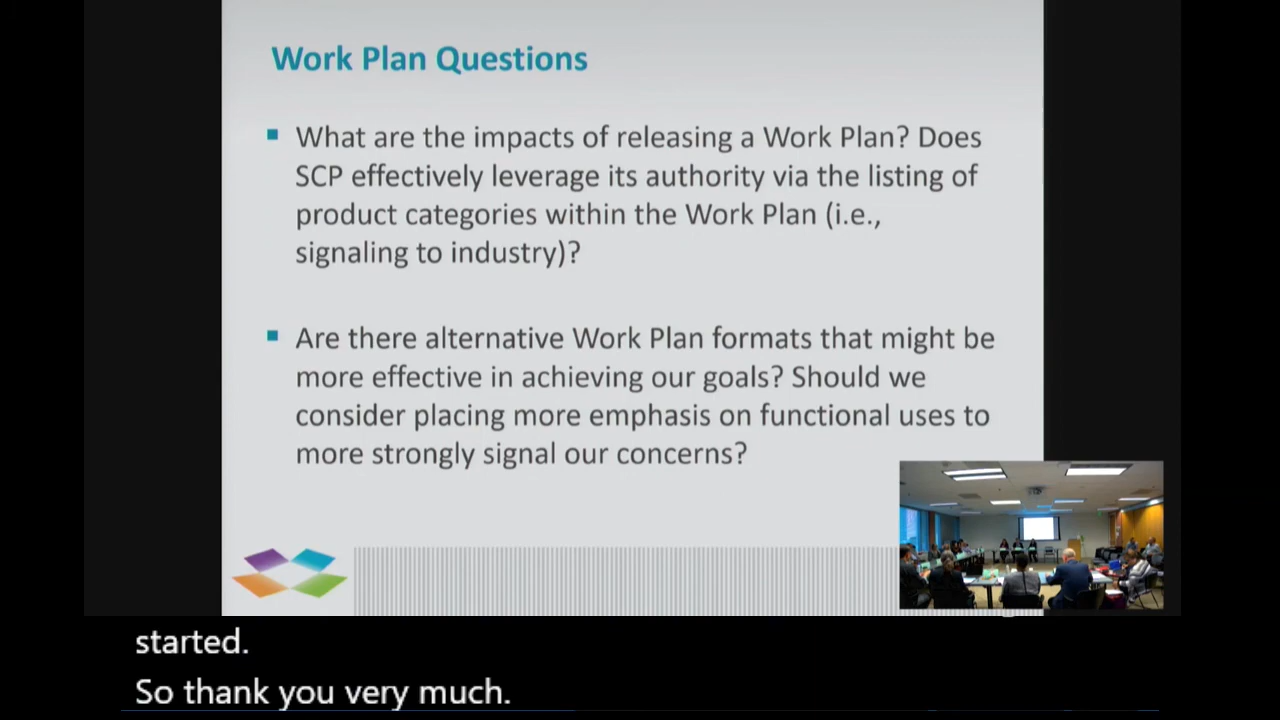 Work Plan Questions
What are the impacts of releasing a Work Plan? Does
SCP effectively leverage its authority via the listing of
product categories within the Work Plan (i.e.,
signaling to industry)?
Are there alternative Work Plan formats that might be
more effective in achieving our goals? Should we
consider placing more emphasis on functional uses to
more strongly signal our concerns?
started.
So thank you very much.